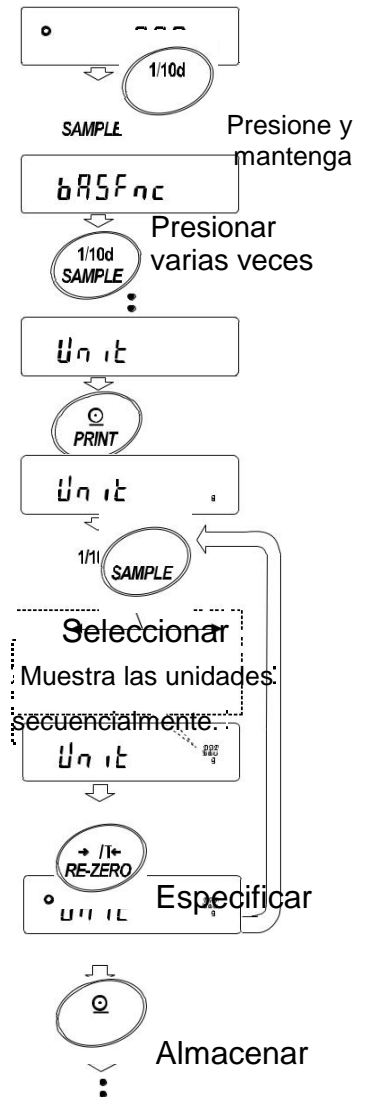 1/10d
SAMPLE
Presione y
mantenga
bASFnc
Presionar
varias veces
1/10d
SAMPLE
Unit
PRINT
Unit g
SAMPLE
Seleccionar
Muestra las unidades
secuencialmente.
Unit g
RE-ZERO
Especificar
Unit
Almacenar